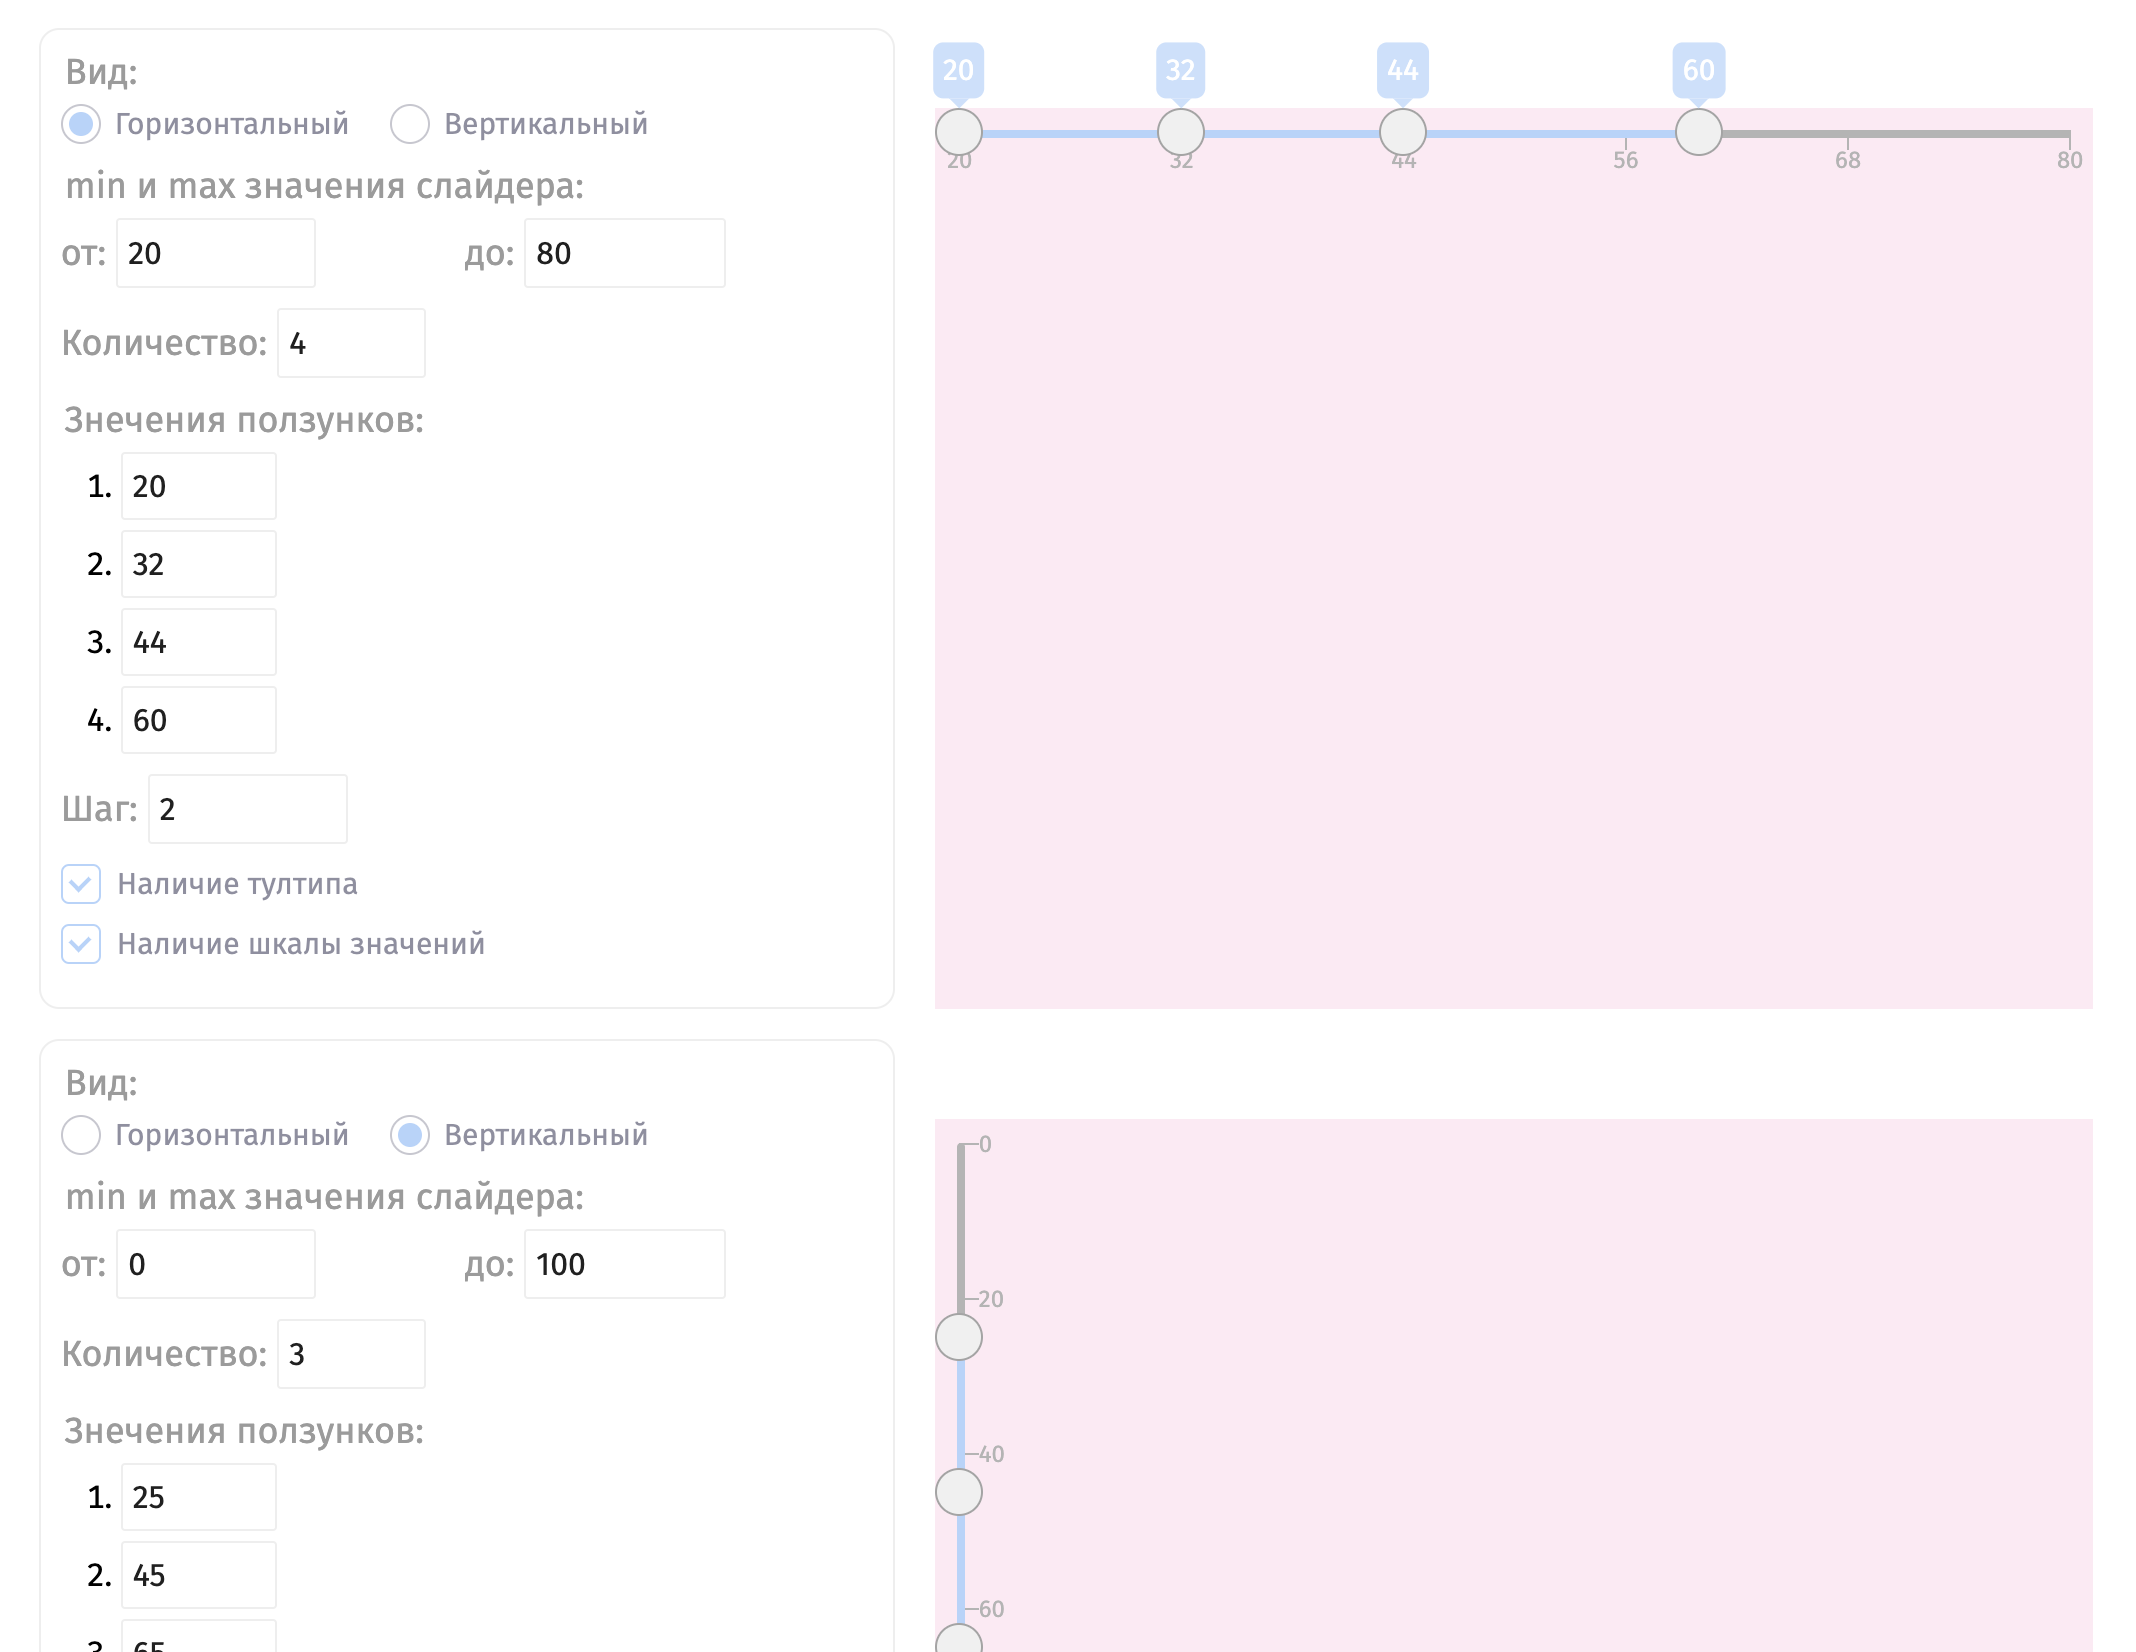 Вид:
Горизонтальный Вертикальный
min и max значения слайдера:
от: 20 до: 80
Количество: 4
Знечения ползунков:
1. 20
2. 32
3. 44
4. 60
Шаг: 2
Наличие тултипа
Наличие шкалы значений
20 32 44 60
20 32 44 56 68 80
Вид:
Горизонтальный Вертикальный
min и max значения слайдера:
от: 0 до: 100
Количество: 3
Знечения ползунков:
1. 25
2. 45
3. 65
0
20
40
60